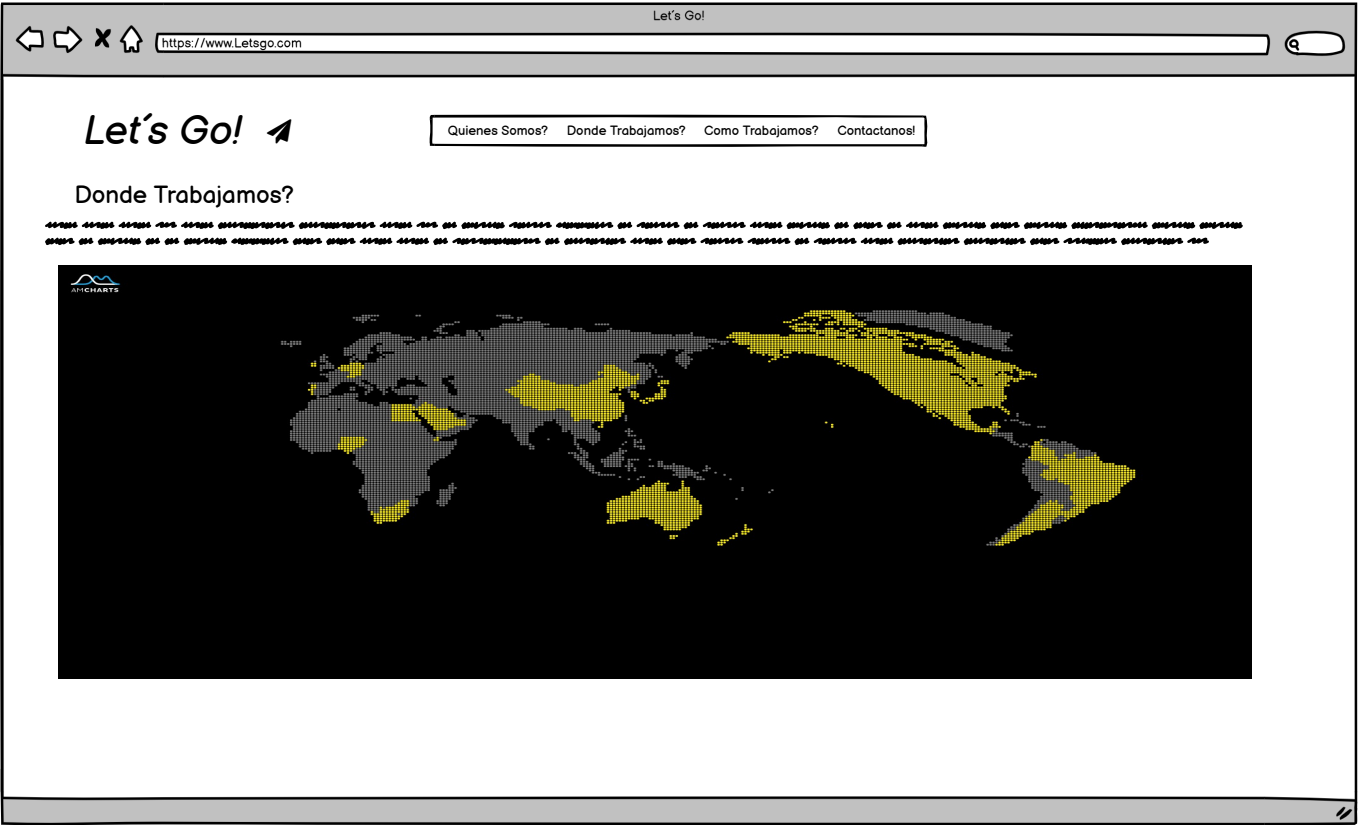 Let´s Go!
https://www.Letsgo.com
Let´s Go!
Quienes Somos? Donde Trabajamos? Como Trabajamos? Contactanos!
Donde Trabajamos?
AMCHARTS